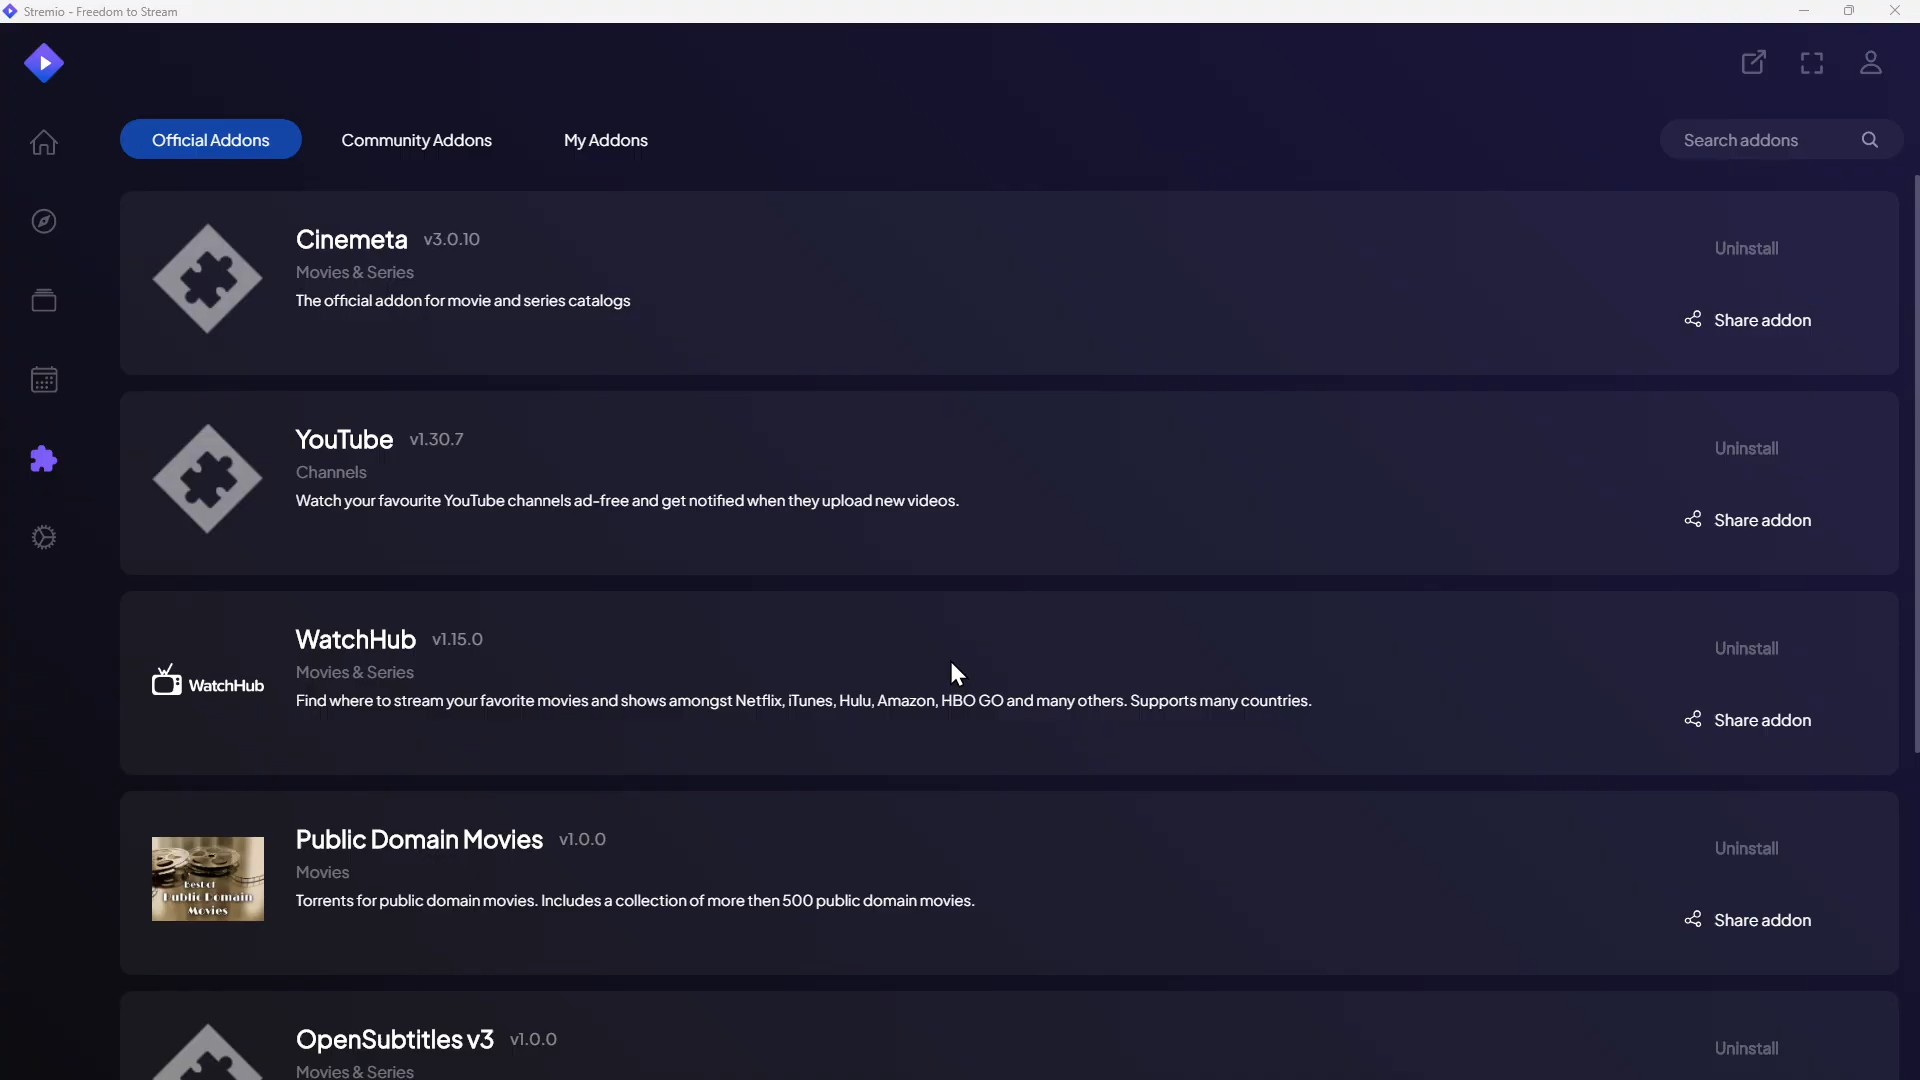 Stremio - Freedom to Stream
Official Addons
Community Addons
My Addons
Search addons
Cinemeta v3.0.10
Movies & Series
The official addon for movie and series catalogs
Uninstall
Share addon
YouTube v1.30.7
Channels
Watch your favourite YouTube channels ad-free and get notified when they upload new videos.
Uninstall
Share addon
WatchHub
WatchHub v1.15.0
Movies & Series
Find where to stream your favorite movies and shows amongst Netflix, iTunes, Hulu, Amazon, HBO GO and many others. Supports many countries.
Uninstall
Share addon
Best of
Public Domain
Movies
Public Domain Movies v1.0.0
Movies
Torrents for public domain movies. Includes a collection of more then 500 public domain movies.
Uninstall
Share addon
OpenSubtitles v3 v1.0.0
Movies & Series
Uninstall